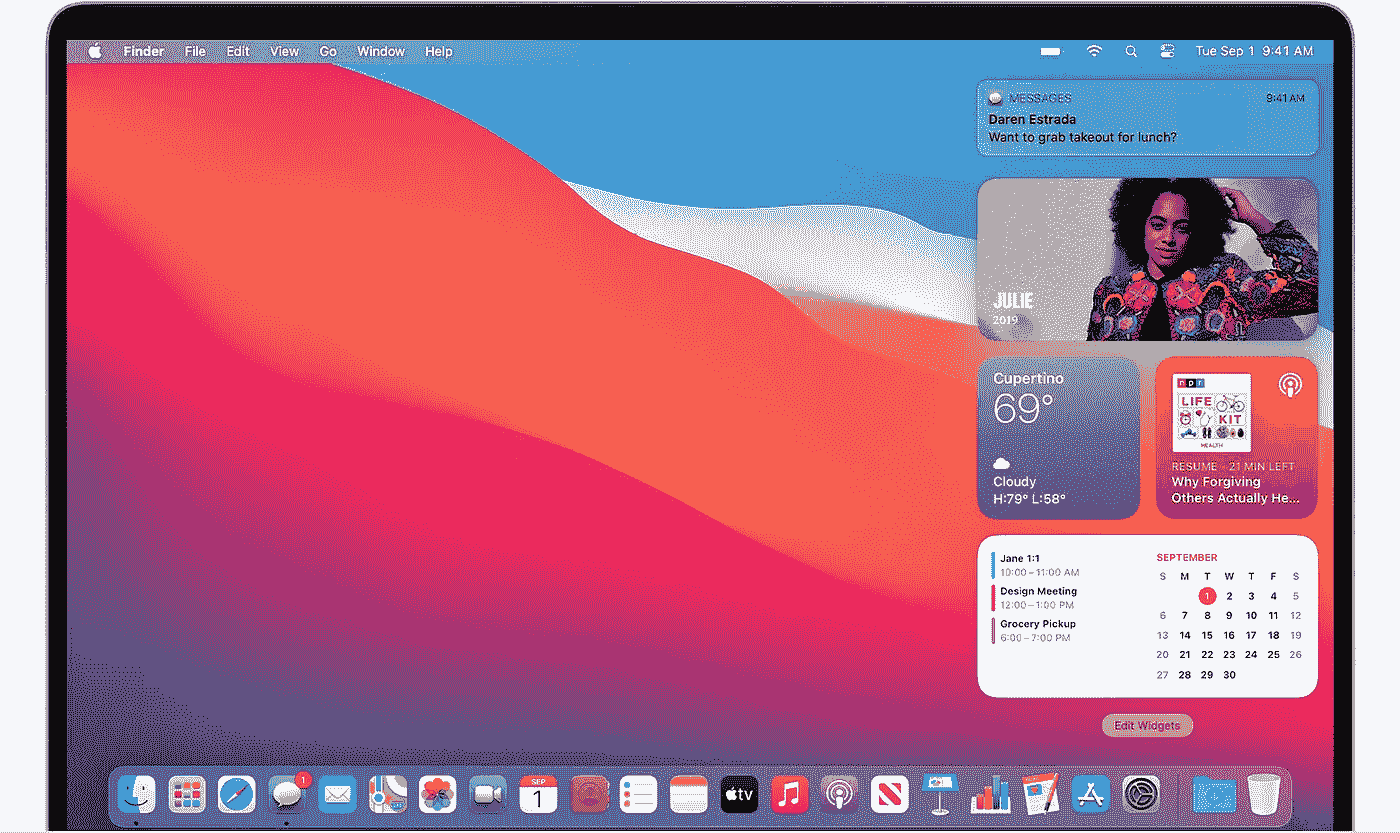 Finder File Edit View Go Window Help
Tue Sep 1 9:41 AM
MESSAGES 9:41 AM
Daren Estrada
Want to grab takeout for lunch?
JULIE
2019
Cupertino
69°
Cloudy
H:79° L:58°
npr
LIFE
KIT
HEALTH
RESUME - 21 MIN LEFT
Why Forgiving
Others Actually He...
Jane 1:1
10:00 – 11:00 AM
Design Meeting
12:00 – 1:00 PM
Grocery Pickup
6:00 – 7:00 PM
SEPTEMBER
S M T W T F S
1 2 3 4 5
6 7 8 9 10 11 12
13 14 15 16 17 18 19
20 21 22 23 24 25 26
27 28 29 30
Edit Widgets
1
SEP
1
tv